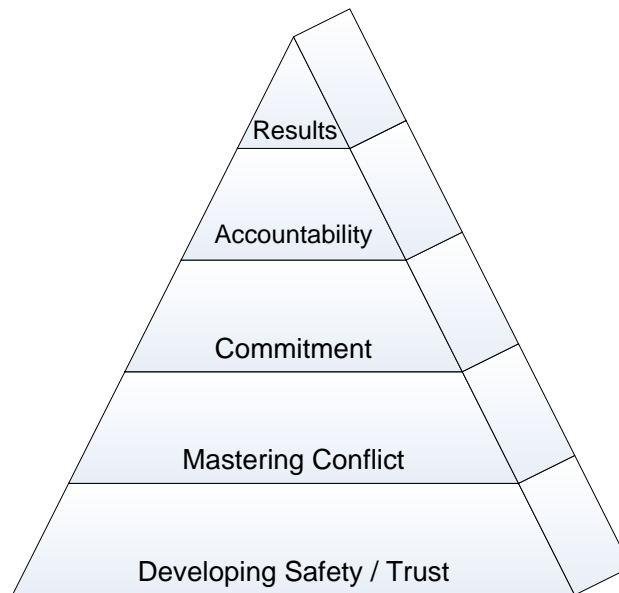 Results
Accountability
Commitment
Mastering Conflict
Developing Safety / Trust